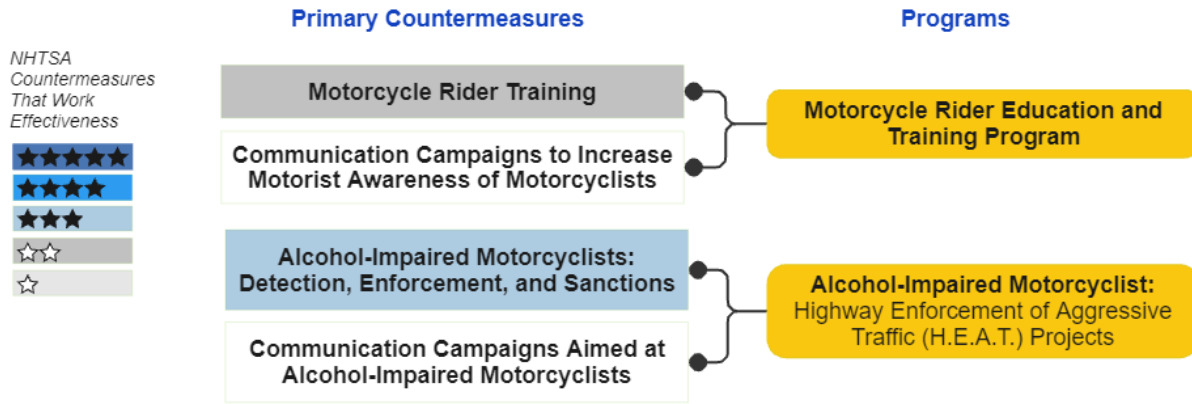 Primary Countermeasures
Programs
NHTSA
Countermeasures
That Work
Effectiveness
Motorcycle Rider Training
Communication Campaigns to Increase
Motorist Awareness of Motorcyclists
Motorcycle Rider Education and
Training Program
Alcohol-Impaired Motorcyclists:
Detection, Enforcement, and Sanctions
Communication Campaigns Aimed at
Alcohol-Impaired Motorcyclists
Alcohol-Impaired Motorcyclist:
Highway Enforcement of Aggressive
Traffic (H.E.A.T.) Projects